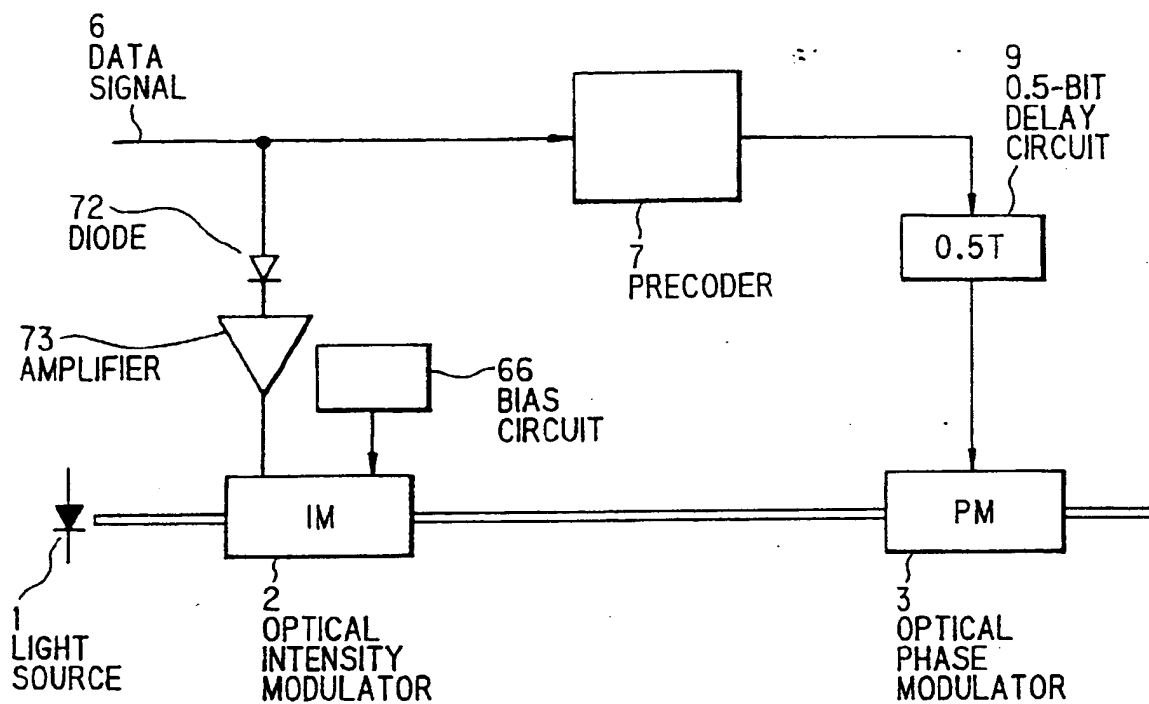 6
DATA
SIGNAL
9
0.5-BIT
DELAY
CIRCUIT
72
DIODE
7
PRECODER
0.5T
73
AMPLIFIER
66
BIAS
CIRCUIT
IM
PM
1
LIGHT
SOURCE
2
OPTICAL
INTENSITY
MODULATOR
3
OPTICAL
PHASE
MODULATOR